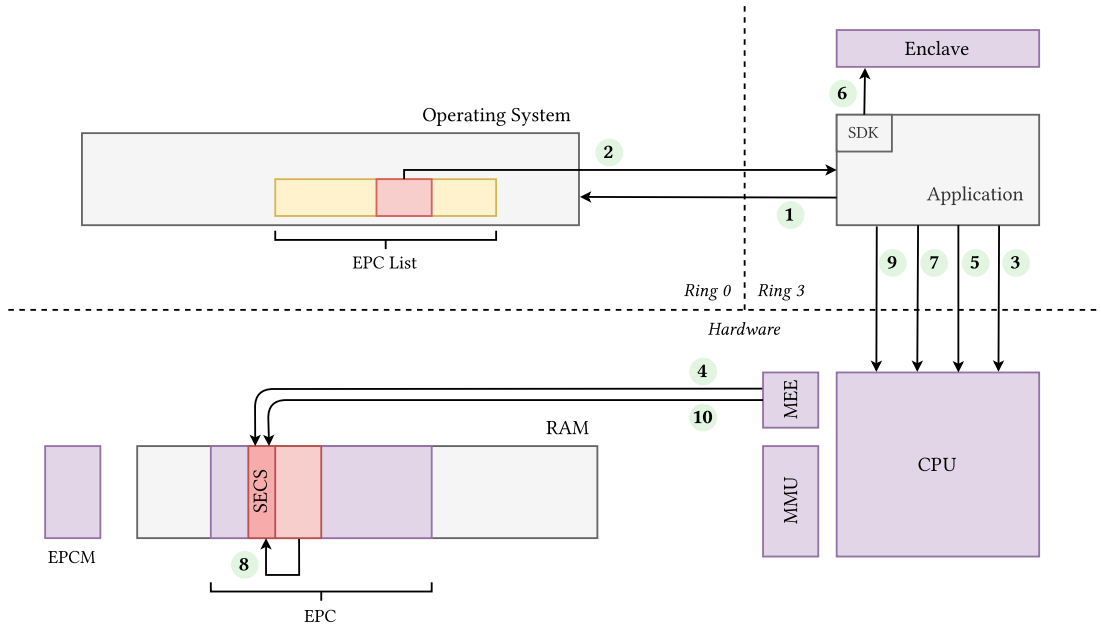 Enclave
6
SDK
Operating System
2
Application
1
EPC List
9
7
5
3
Ring 0
Ring 3
Hardware
4
MEE
10
RAM
CPU
SECS
MMU
EPCM
8
EPC